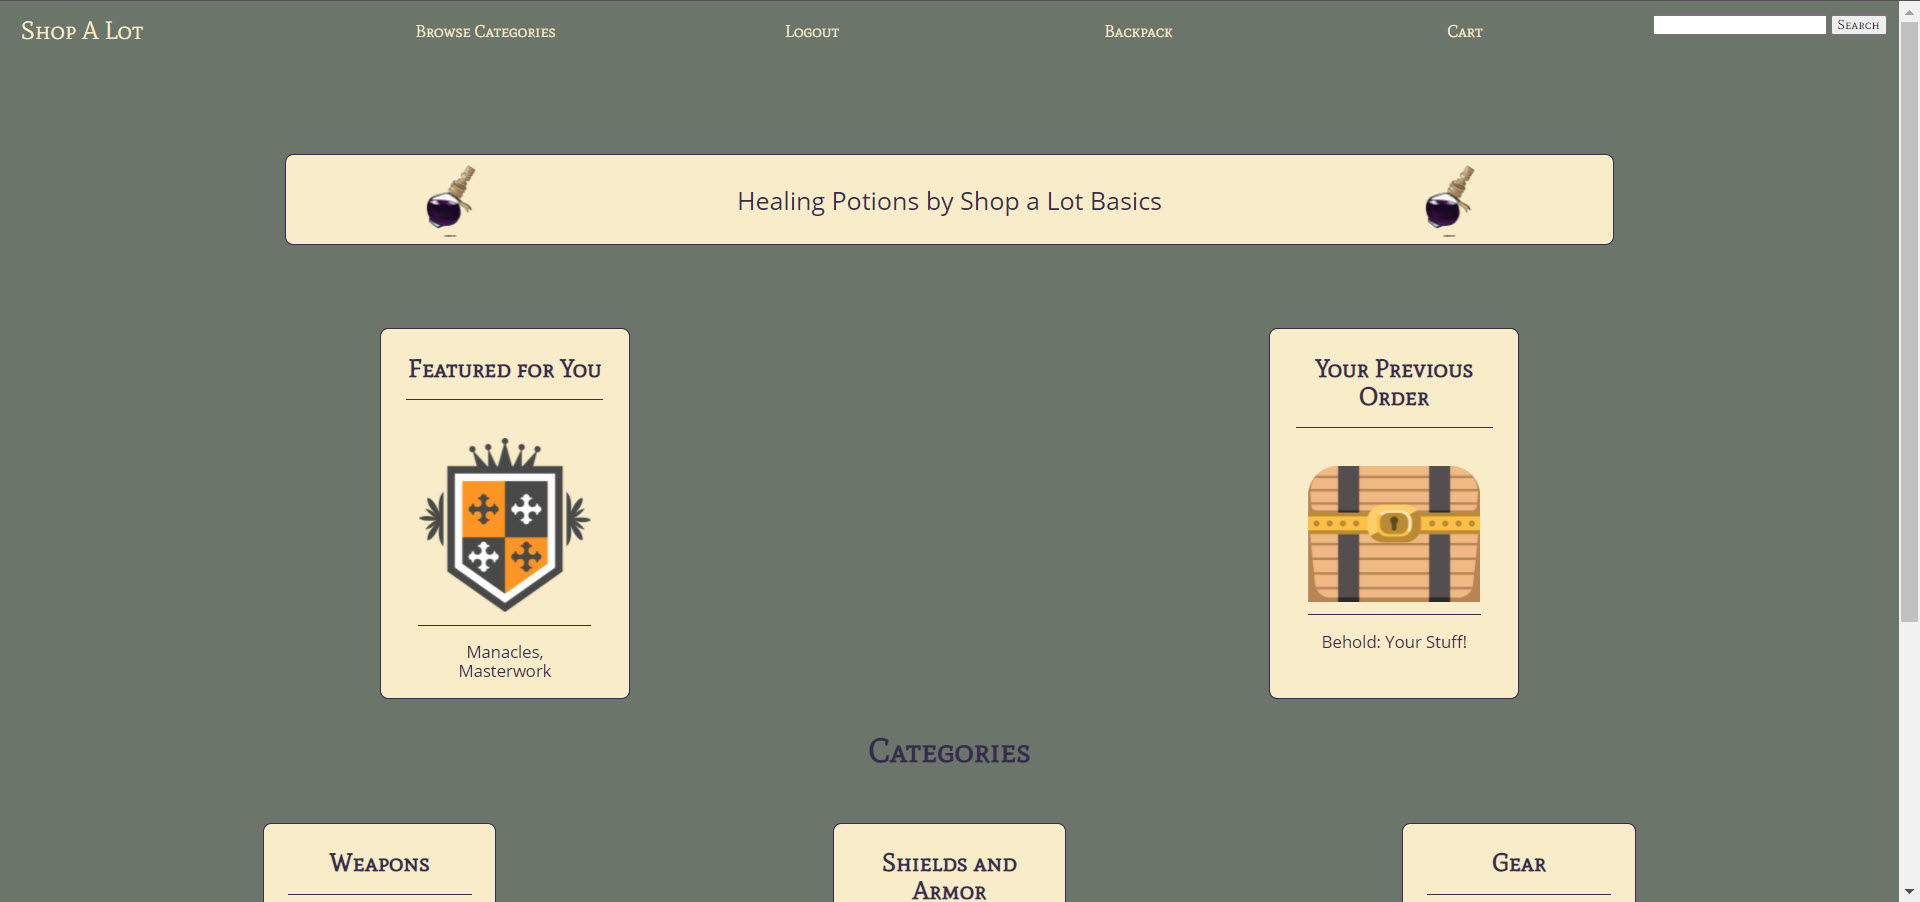 Shop A Lot
Browse Categories
Logout
Backpack
Cart
Search
Healing Potions by Shop a Lot Basics
Featured for You
Manacles,
Masterwork
Your Previous
Order
Behold: Your Stuff!
Categories
Weapons
Shields and
Armor
Gear